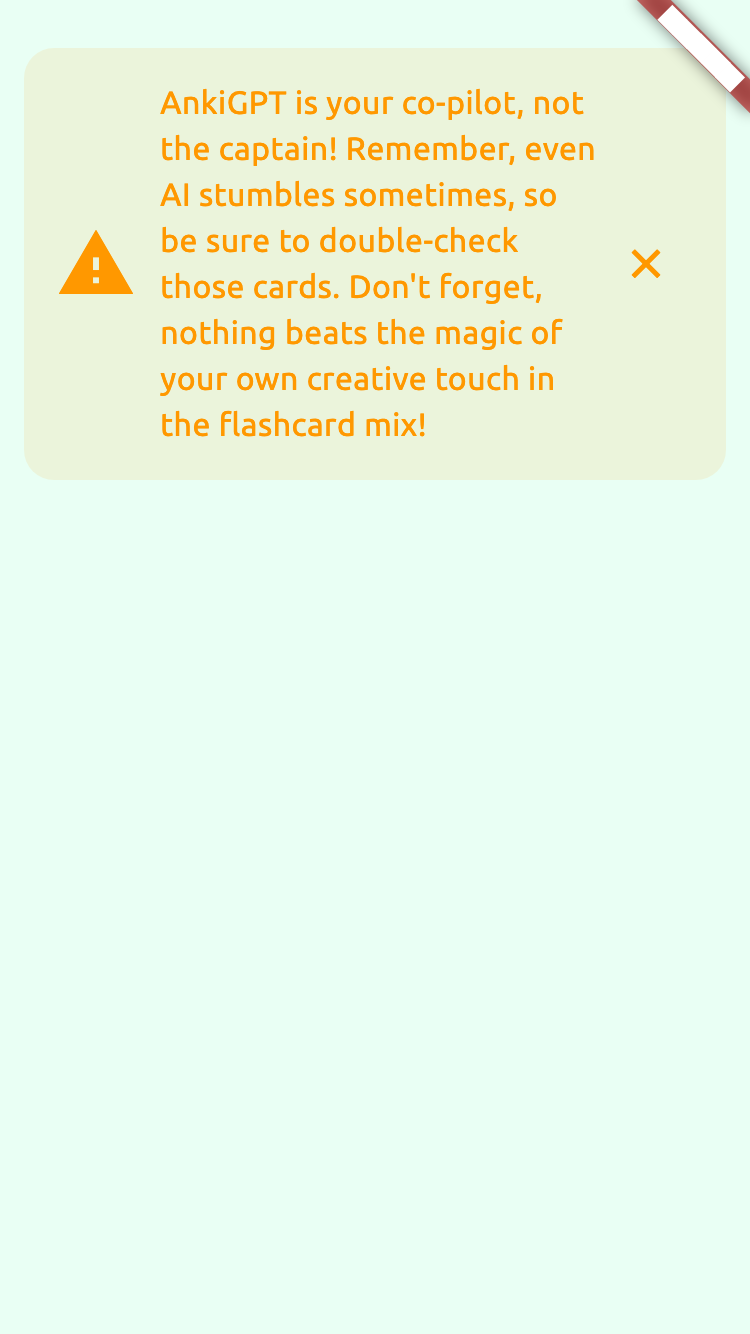 AnkiGPT is your co-pilot, not
the captain! Remember, even
AI stumbles sometimes, so
be sure to double-check
those cards. Don't forget,
nothing beats the magic of
your own creative touch in
the flashcard mix!